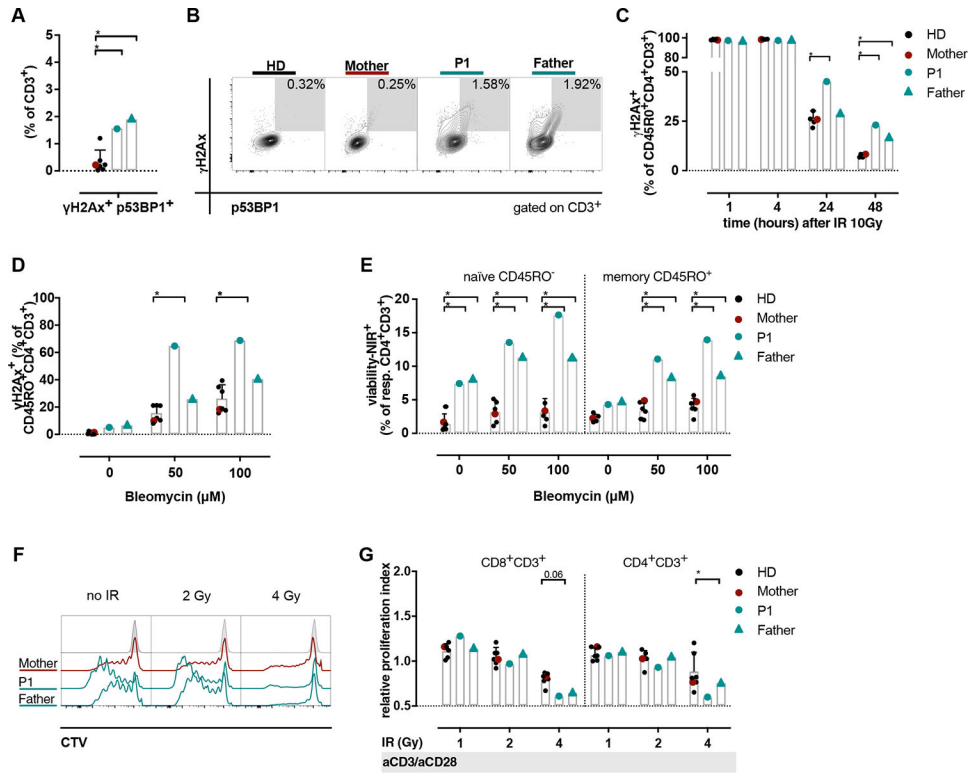 A
*
*
5
4
3
2
1
0
(% of CD3⁺)
γH2Ax⁺ p53BP1⁺
B
HD
Mother
P1
Father
0.32%
0.25%
1.58%
1.92%
γH2Ax
p53BP1
gated on CD3⁺
C
100
80
50
25
0
γH2Ax⁺
(% of CD45R0⁺CD4⁺CD3⁺)
*
*
*
1
4
24
48
time (hours) after IR 10Gy
HD
Mother
P1
Father
D
100
80
60
40
20
0
γH2Ax⁺ (% of
CD45RO⁺CD4⁺CD3⁺)
*
*
0
50
100
Bleomycin (µM)
E
naïve CD45RO⁻
memory CD45RO⁺
20
15
10
5
0
viability-NIR⁺
(% of resp. CD4⁺CD3⁺)
*
*
*
*
*
*
*
*
*
*
0
50
100
0
50
100
Bleomycin (µM)
HD
Mother
P1
Father
F
no IR
2 Gy
4 Gy
Mother
P1
Father
CTV
G
CD8⁺CD3⁺
CD4⁺CD3⁺
2.0
1.5
1.0
0.5
relative proliferation index
0.06
*
IR (Gy)
1
2
4
1
2
4
aCD3/aCD28
HD
Mother
P1
Father